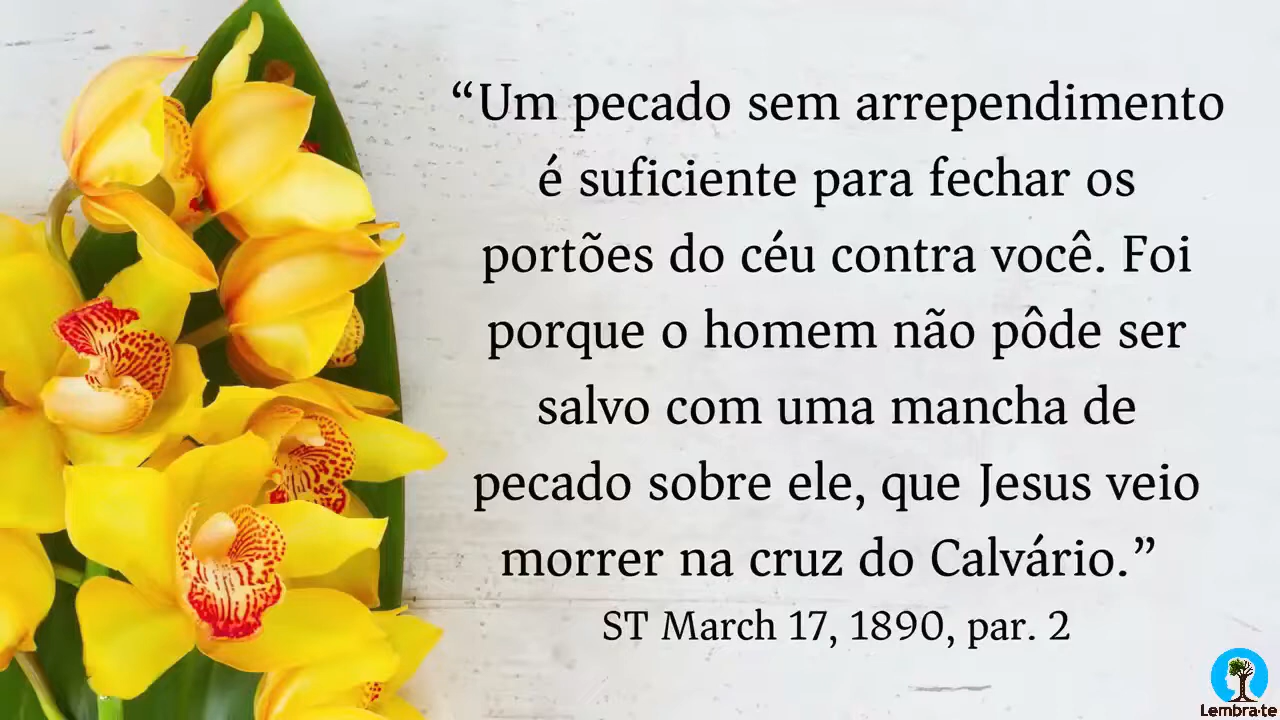 “Um pecado sem arrependimento
é suficiente para fechar os
portões do céu contra você. Foi
porque o homem não pôde ser
salvo com uma mancha de
pecado sobre ele, que Jesus veio
morrer na cruz do Calvário.”
ST March 17, 1890, par. 2
Lembra-te